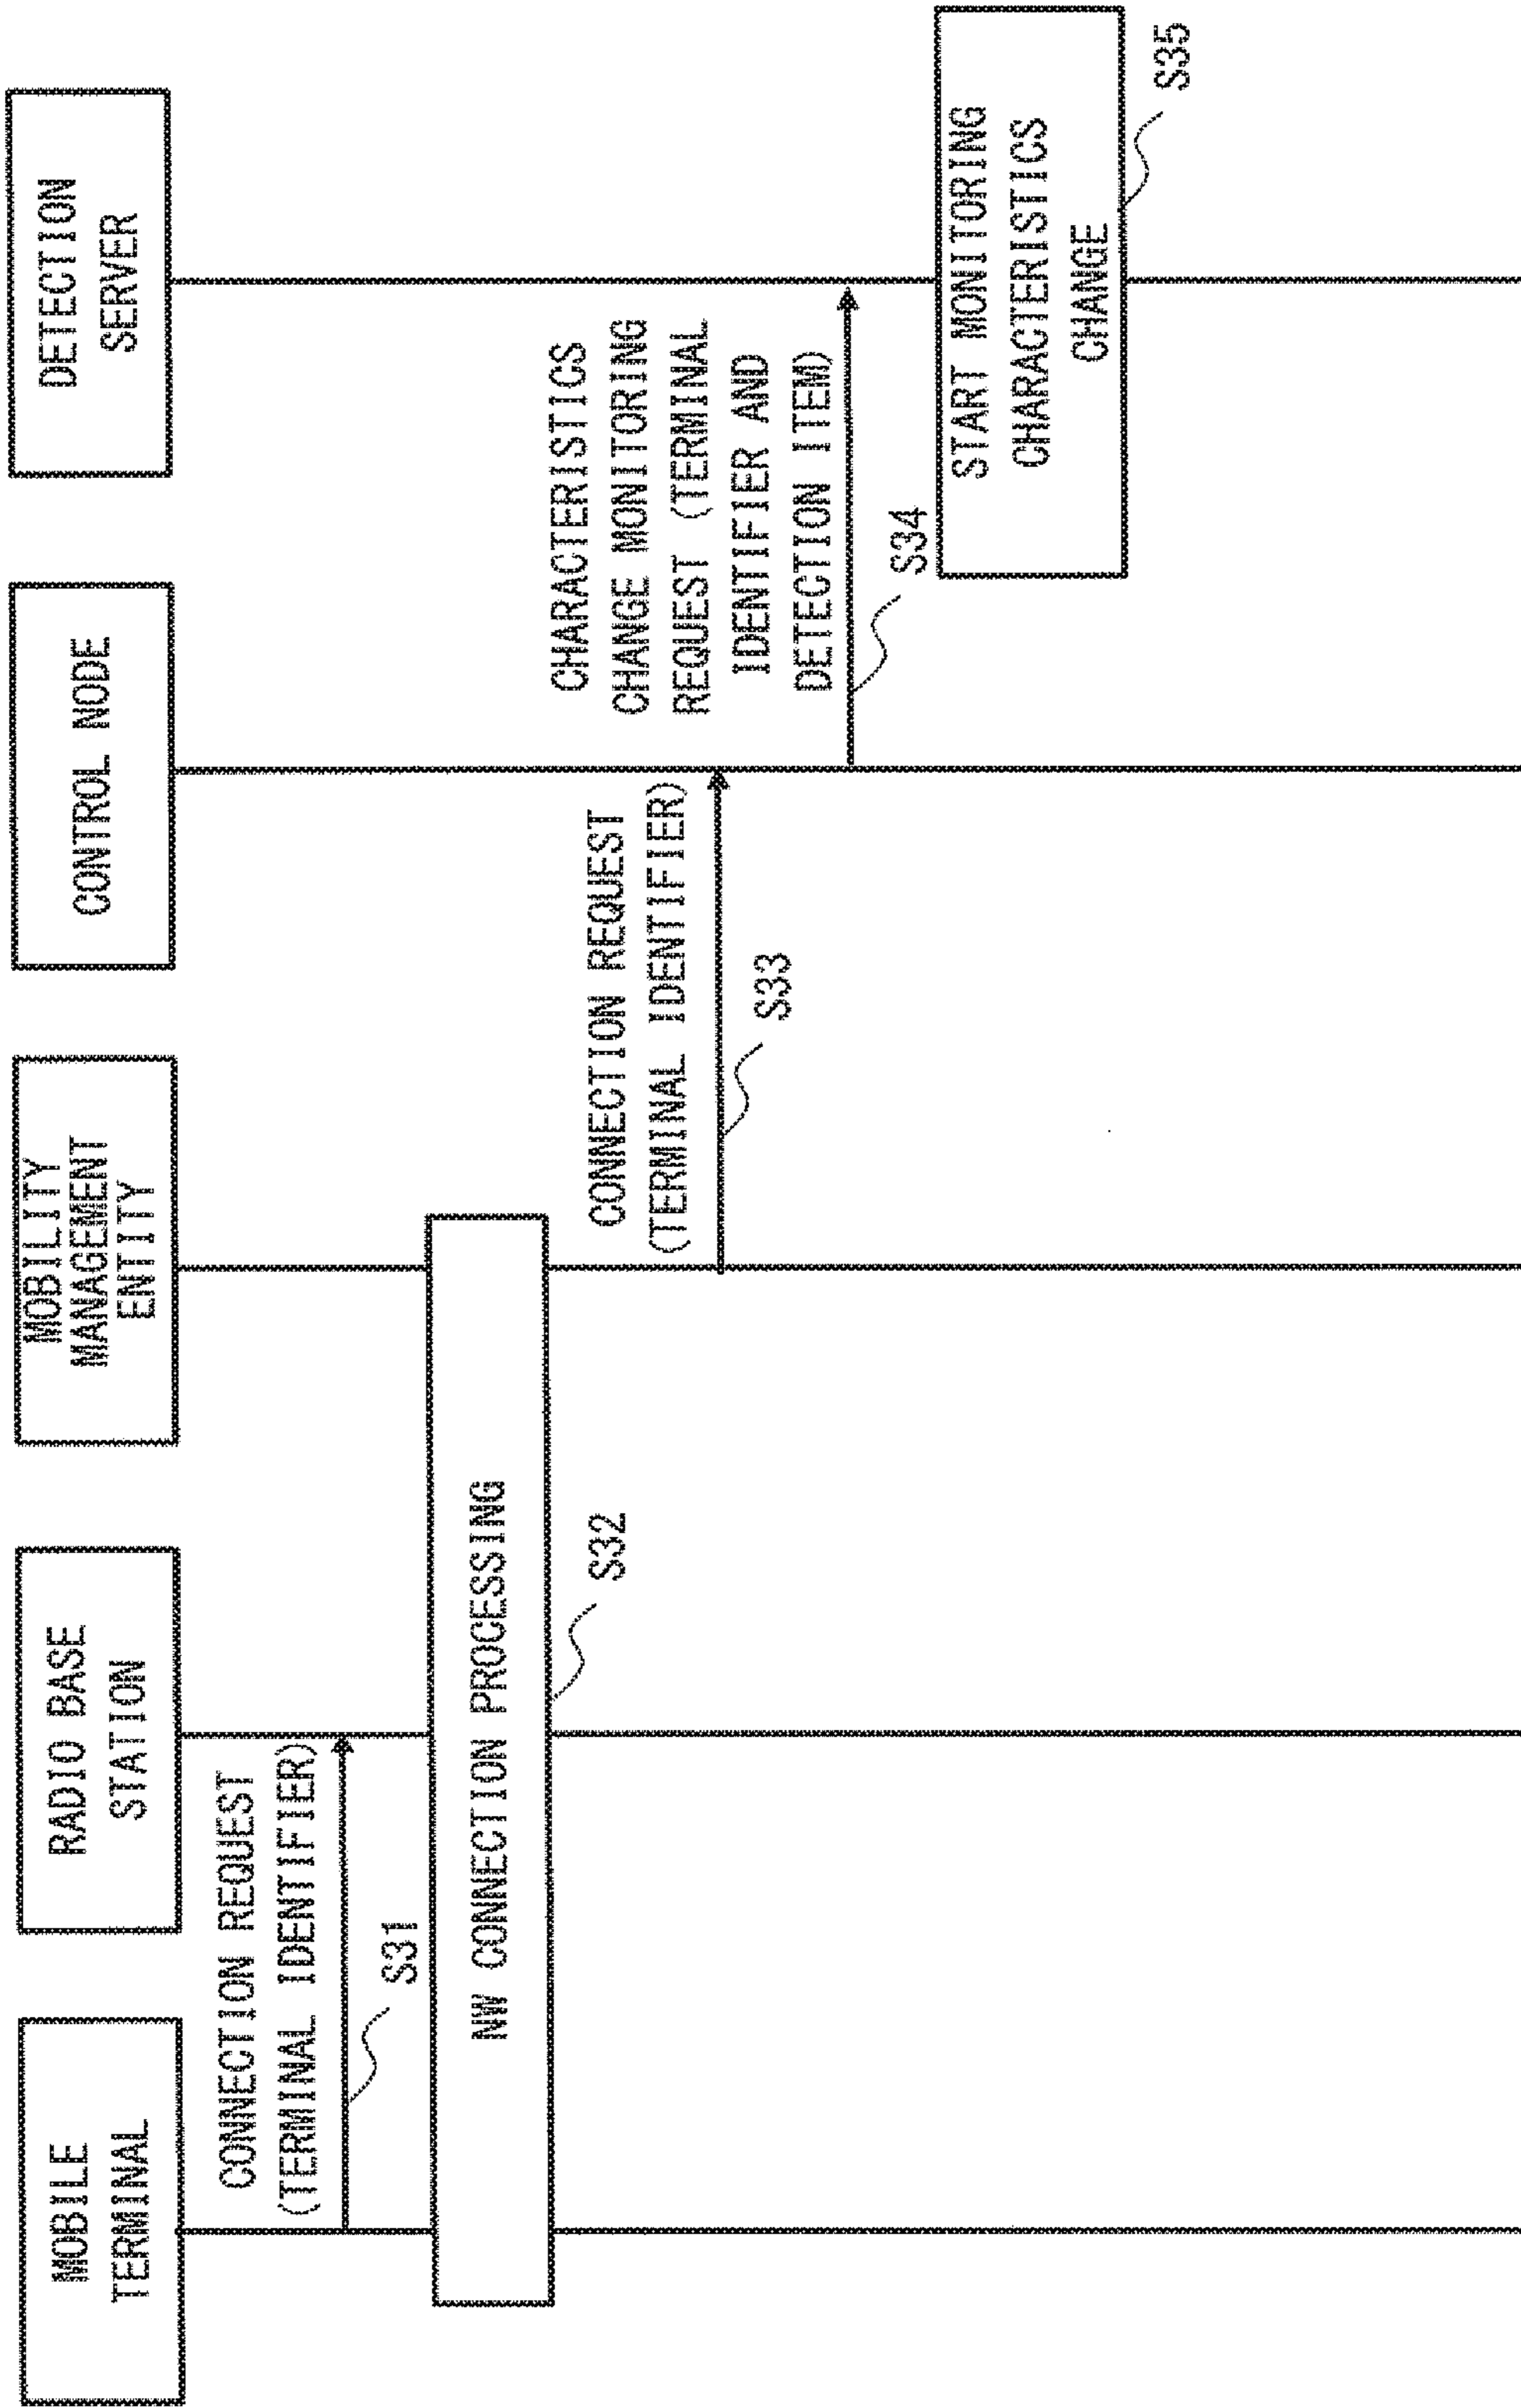 MOBILE
TERMINAL
RADIO BASE
STATION
MOBILITY
MANAGEMENT
ENTITY
CONTROL NODE
DETECTION
SERVER
CONNECTION REQUEST
(TERMINAL IDENTIFIER)
S31
NW CONNECTION PROCESSING
S32
CONNECTION REQUEST
(TERMINAL IDENTIFIER)
S33
CHARACTERISTICS
CHANGE MONITORING
REQUEST (TERMINAL
IDENTIFIER AND
DETECTION ITEM)
S34
START MONITORING
CHARACTERISTICS
CHANGE
S35